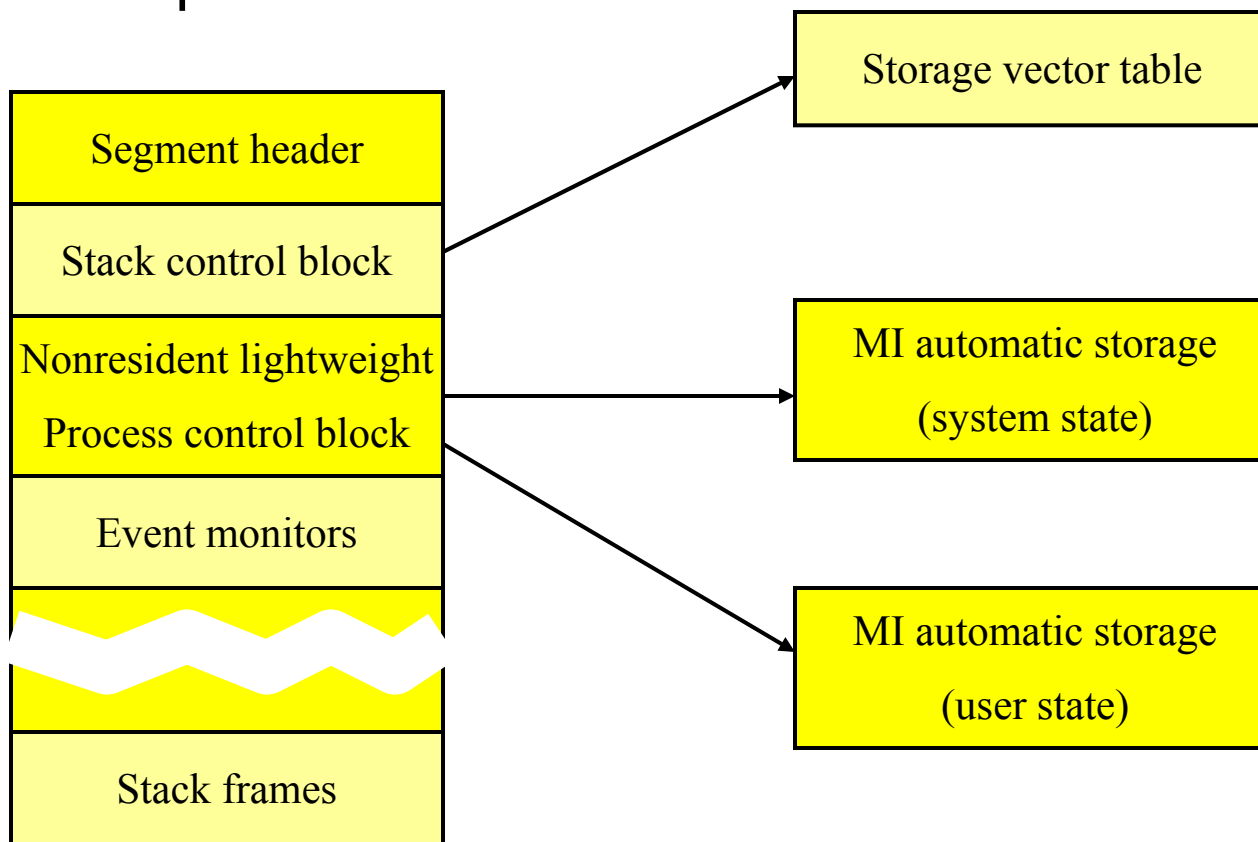 Segment header
Stack control block
Nonresident lightweight
Process control block
Event monitors
Stack frames
Storage vector table
MI automatic storage
(system state)
MI automatic storage
(user state)